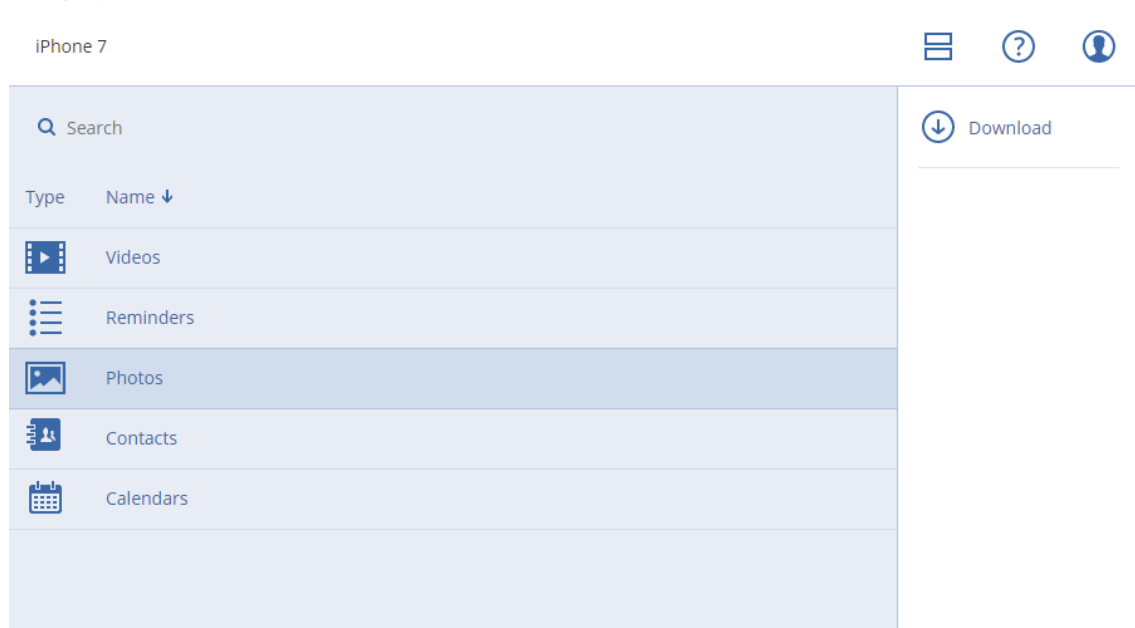 iPhone 7
Search
Download
Type Name
Videos
Reminders
Photos
Contacts
Calendars